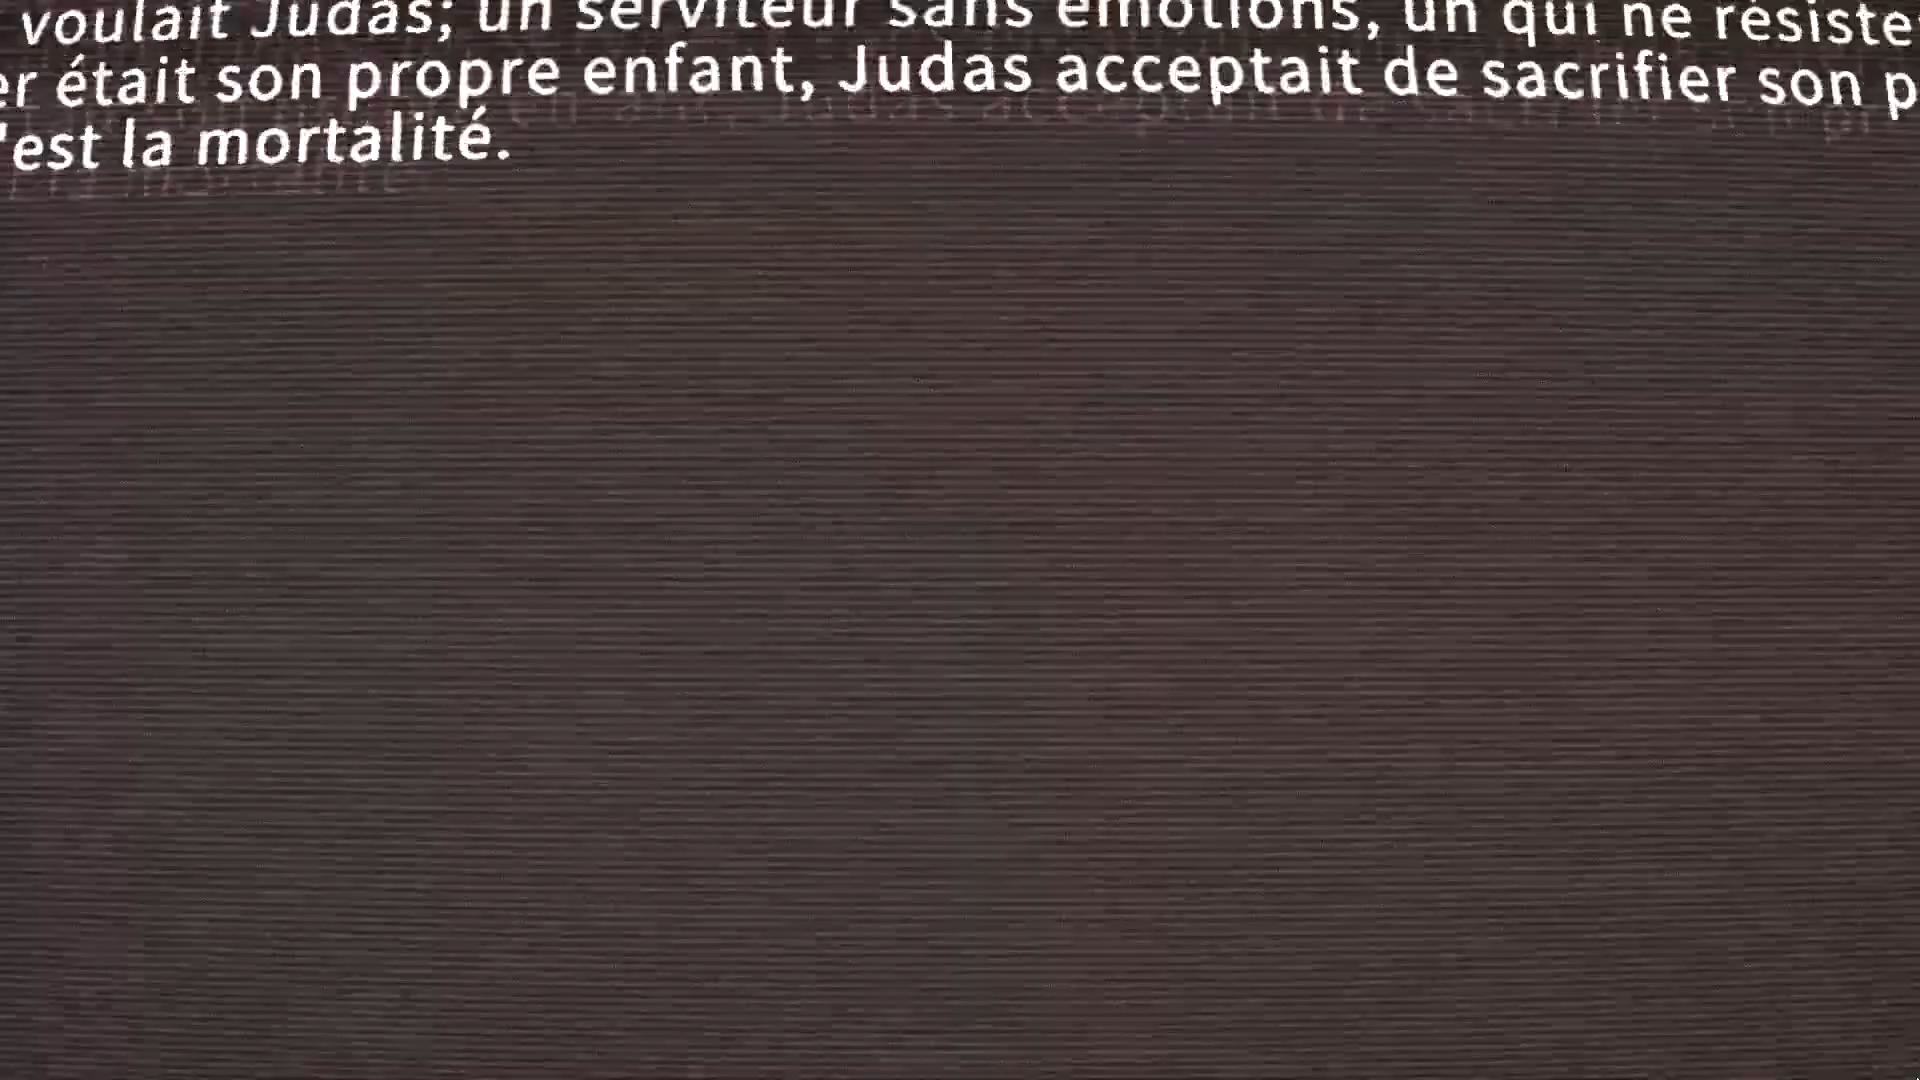 voulait Judas; un serviteur sans émotions, un qui ne résiste
er était son propre enfant, Judas acceptait de sacrifier son p
'est la mortalité.